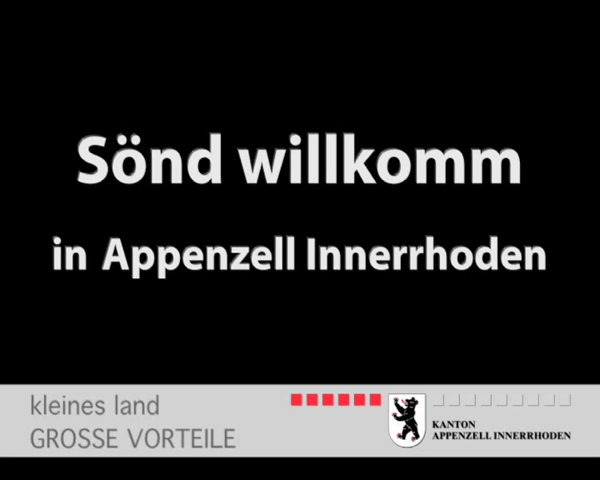 Sönd willkomm
in Appenzell Innerrhoden
kleines land
GROSSE VORTEILE
KANTON
APPENZELL INNERRHODEN